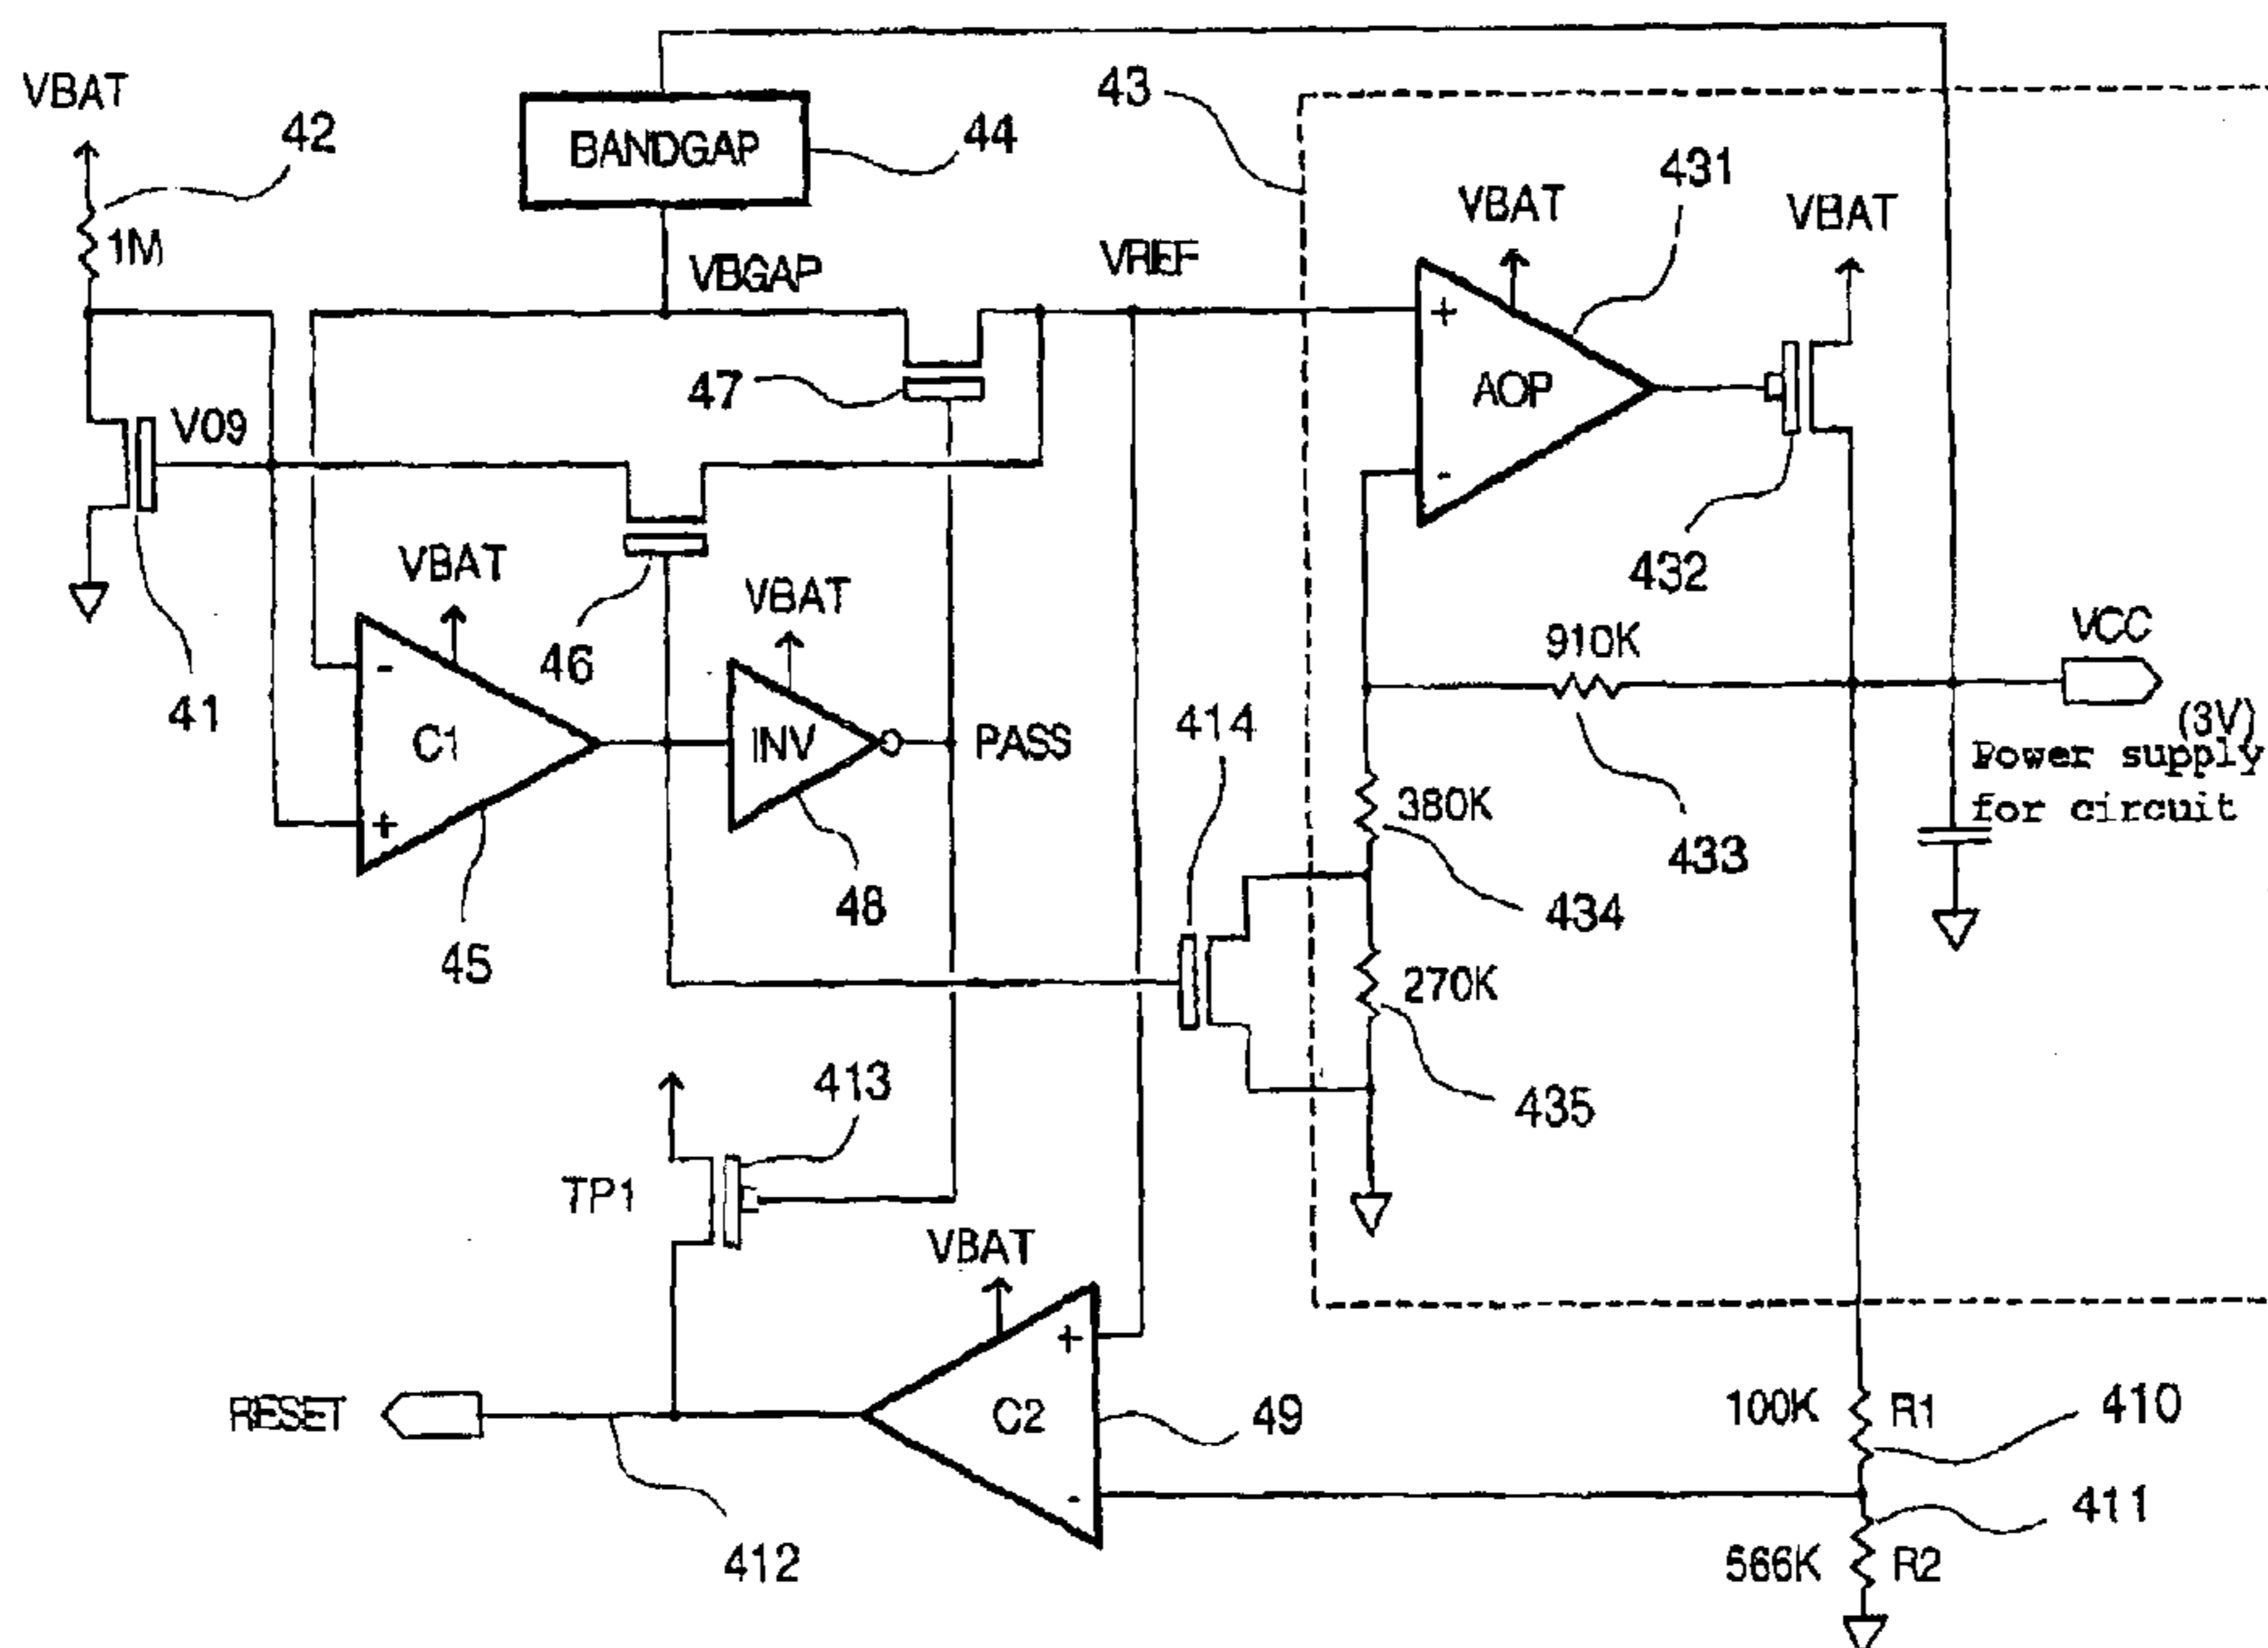 VBAT
42
1M
BANDGAP
44
43
431
VBAT
VBAT
VBGAP
VREF
+
AOP
-
432
47
V09
VBAT
46
VBAT
41
-
C1
+
45
INV
48
PASS
414
910K
433
VCC
(3V)
Power supply
for circuit
380K
434
270K
435
413
TP1
VBAT
+
C2
-
49
RESET
412
100K
R1
410
411
566K
R2